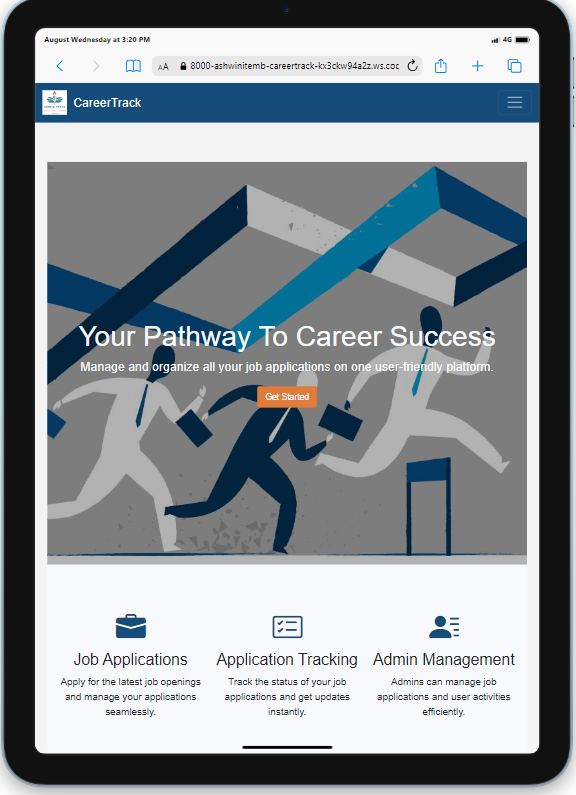 August Wednesday at 3:20 PM
4G
AA
8000-ashwinitemb-careertrack-kx3ckw94a2z.ws.coc
CareerTrack
Your Pathway To Career Success
Manage and organize all your job applications on one user-friendly platform.
Get Started
Job Applications
Apply for the latest job openings
and manage your applications
seamlessly.
Application Tracking
Track the status of your job
applications and get updates
instantly.
Admin Management
Admins can manage job
applications and user activities
efficiently.